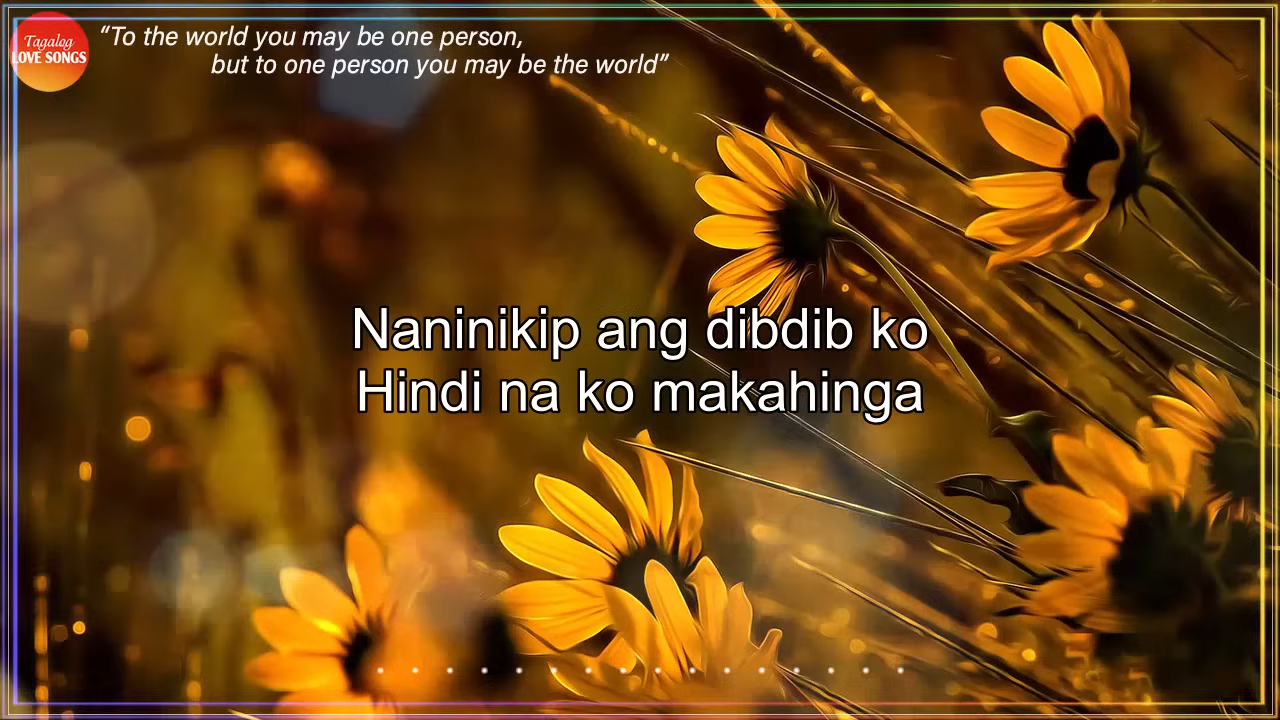 Tagalog
LOVE SONGS
“To the world you may be one person,
but to one person you may be the world”
Naninikip ang dibdib ko
Hindi na ko makahinga